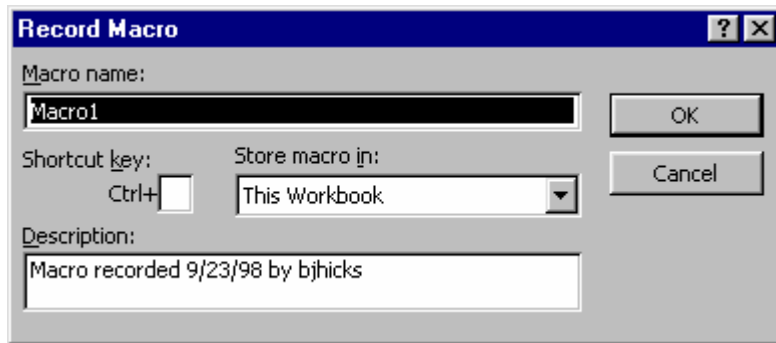 Record Macro ? X
Macro name:
Macro1
OK
Shortcut key: Store macro in:
Ctrl+ This Workbook
Cancel
Description:
Macro recorded 9/23/98 by bjhicks